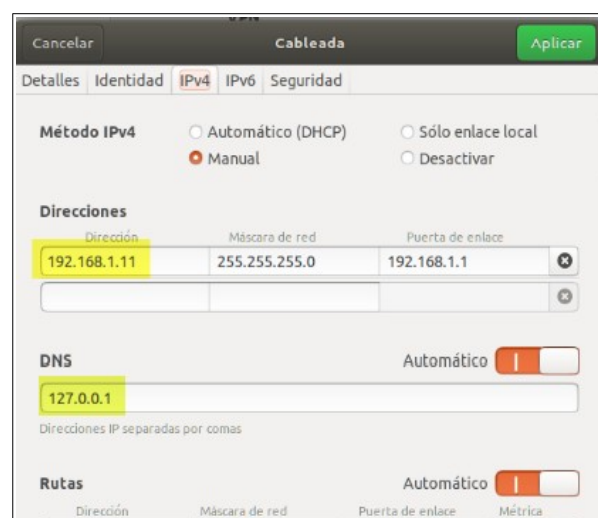 Cancelar Cableada Aplicar
Detalles Identidad IPv4 IPv6 Seguridad
Método IPv4 Automático (DHCP) Sólo enlace local
Manual Desactivar
Direcciones
Dirección Máscara de red Puerta de enlace
192.168.1.11 255.255.255.0 192.168.1.1
DNS Automático
127.0.0.1
Direcciones IP separadas por comas
Rutas Automático
Dirección Máscara de red Puerta de enlace Métrica